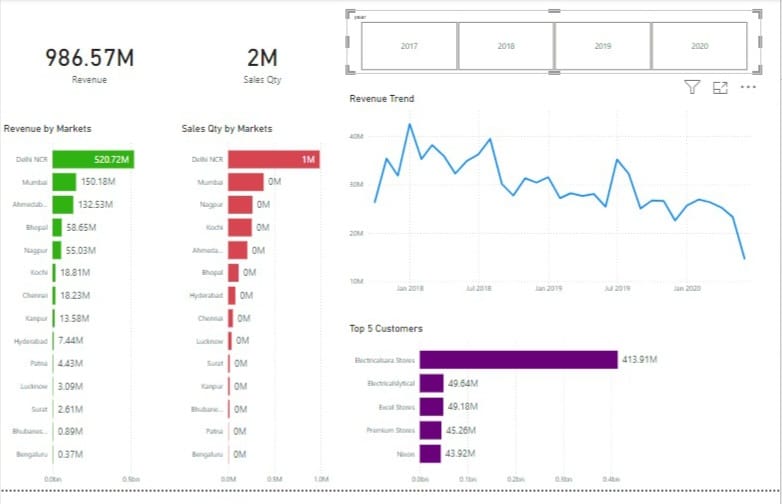 year
2017 2018 2019 2020
986.57M
Revenue
2M
Sales Qty
Revenue by Markets
Delhi NCR 520.72M
Mumbai 150.18M
Ahmedab... 132.53M
Bhopal 58.65M
Nagpur 55.03M
Kochi 18.81M
Chennai 18.23M
Kanpur 13.58M
Hyderabad 7.44M
Patna 4.43M
Lucknow 3.09M
Surat 2.61M
Bhubanes... 0.89M
Bengaluru 0.37M
0.0bn 0.5bn
Sales Qty by Markets
Delhi NCR 1M
Mumbai 0M
Nagpur 0M
Kochi 0M
Ahmeda... 0M
Bhopal 0M
Hyderabad 0M
Chennai 0M
Lucknow 0M
Surat 0M
Kanpur 0M
Bhubane... 0M
Patna 0M
Bengaluru 0M
0.0M 0.5M 1.0M
Revenue Trend
40M
30M
20M
10M
Jan 2018 Jul 2018 Jan 2019 Jul 2019 Jan 2020
Top 5 Customers
Electricalsara Stores 413.91M
Electricalslytical 49.64M
Excel Stores 49.18M
Premium Stores 45.26M
Nixon 43.92M
0.0bn 0.1bn 0.2bn 0.3bn 0.4bn